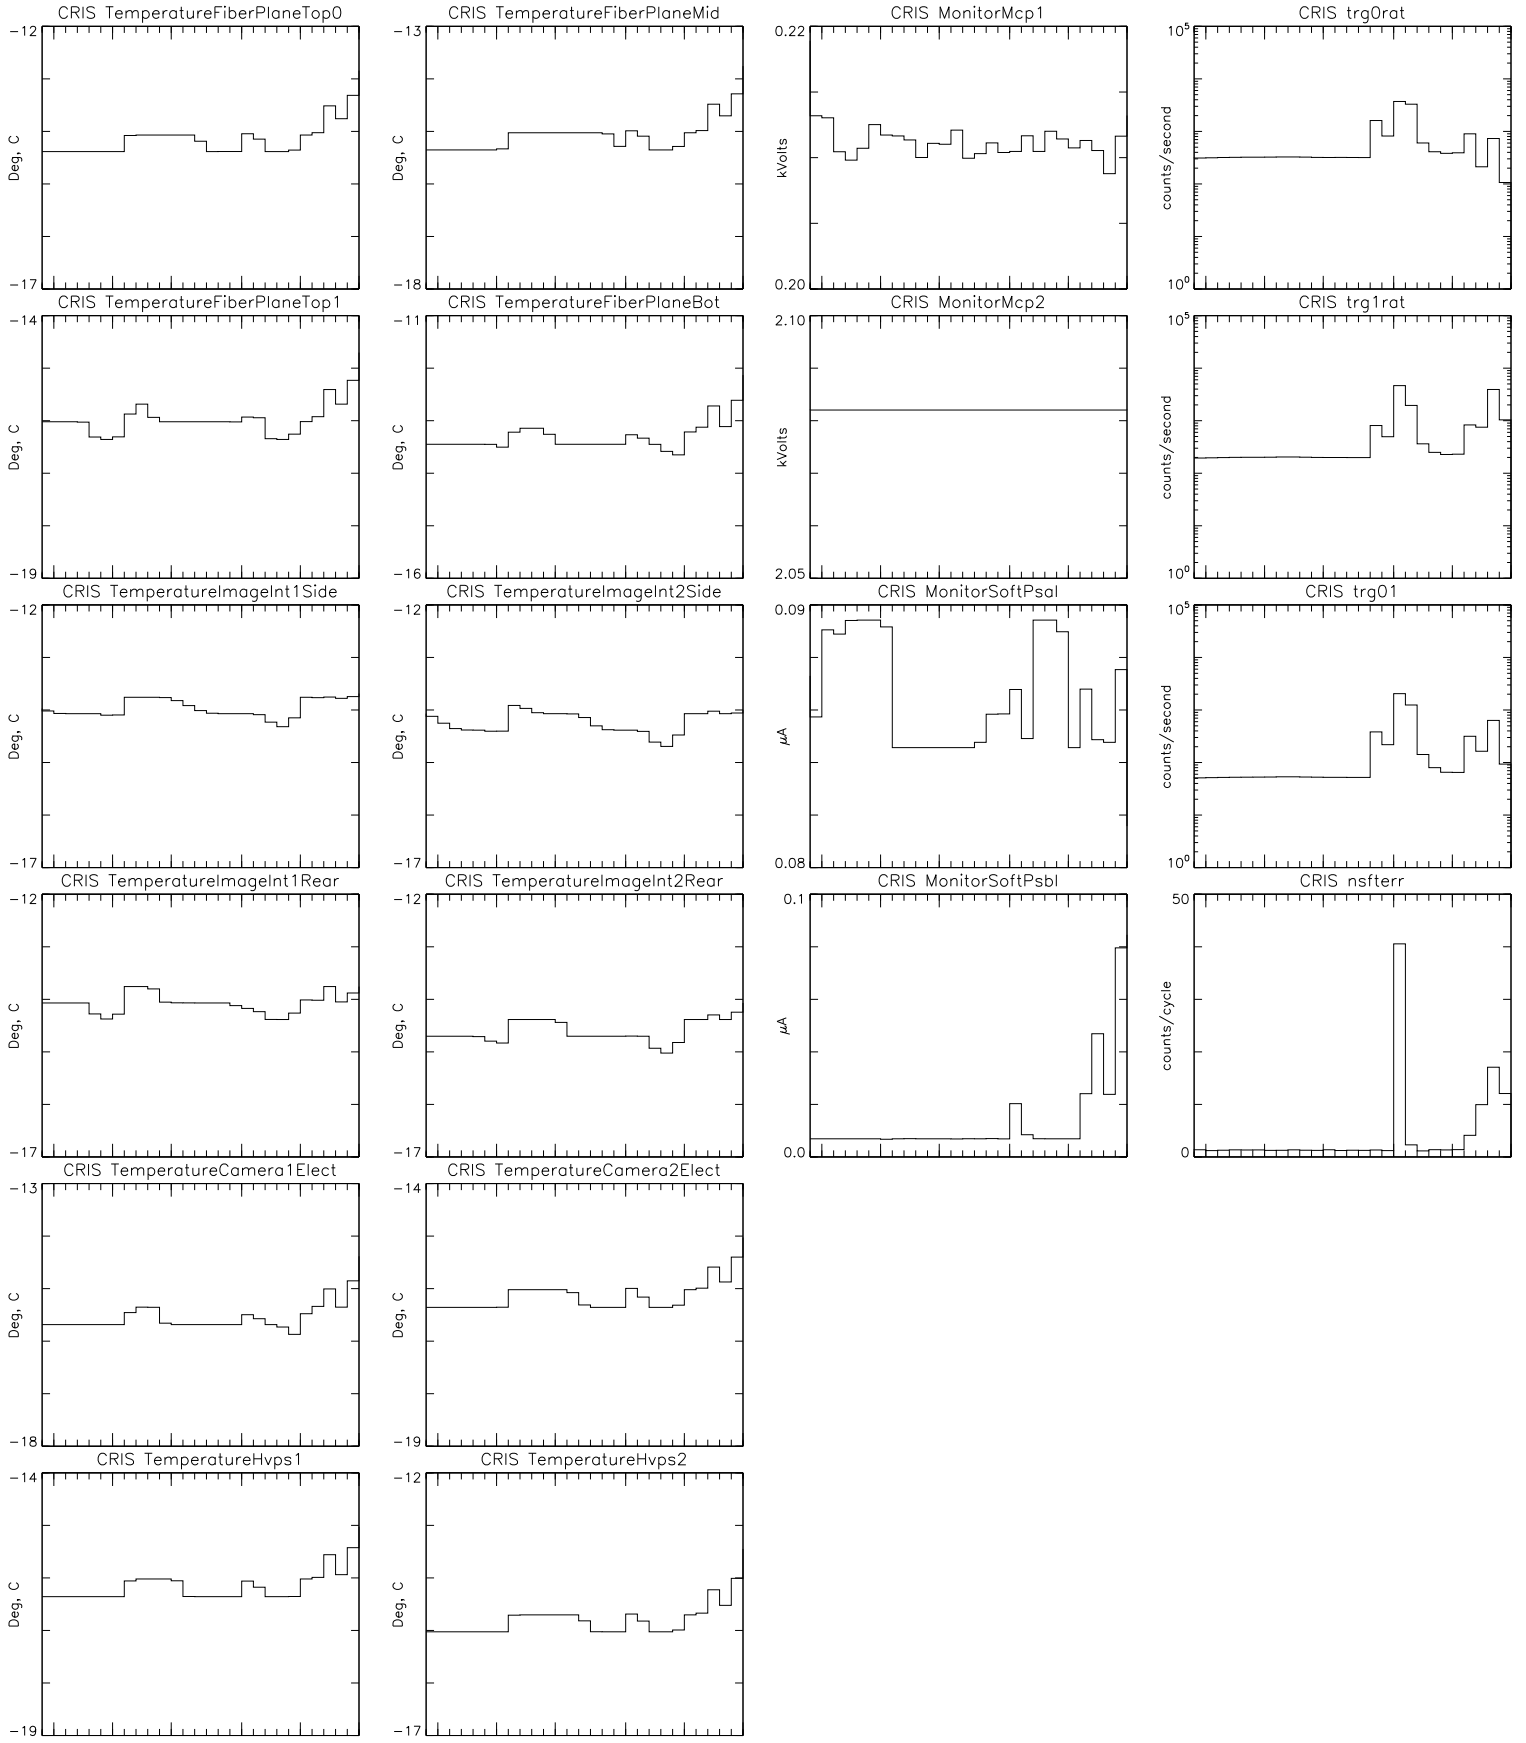 CRIS TemperatureFiberPlaneTop0
-12
Deg, C
-17
CRIS TemperatureFiberPlaneMid
-13
Deg, C
-18
CRIS MonitorMcp1
0.22
kVolts
0.20
CRIS trg0rat
10^5
counts/second
10^0
CRIS TemperatureFiberPlaneTop1
-14
Deg, C
-19
CRIS TemperatureFiberPlaneBot
-11
Deg, C
-16
CRIS MonitorMcp2
2.10
kVolts
2.05
CRIS trg1rat
10^5
counts/second
10^0
CRIS TemperatureImageInt1Side
-12
Deg, C
-17
CRIS TemperatureImageInt2Side
-12
Deg, C
-17
CRIS MonitorSoftPsaI
0.09
μA
0.08
CRIS trg01
10^5
counts/second
10^0
CRIS TemperatureImageInt1Rear
-12
Deg, C
-17
CRIS TemperatureImageInt2Rear
-12
Deg, C
-17
CRIS MonitorSoftPsbI
0.1
μA
0.0
CRIS nsfterr
50
counts/cycle
0
CRIS TemperatureCamera1Elect
-13
Deg, C
-18
CRIS TemperatureCamera2Elect
-14
Deg, C
-19
CRIS TemperatureHvps1
-14
Deg, C
-19
CRIS TemperatureHvps2
-12
Deg, C
-17